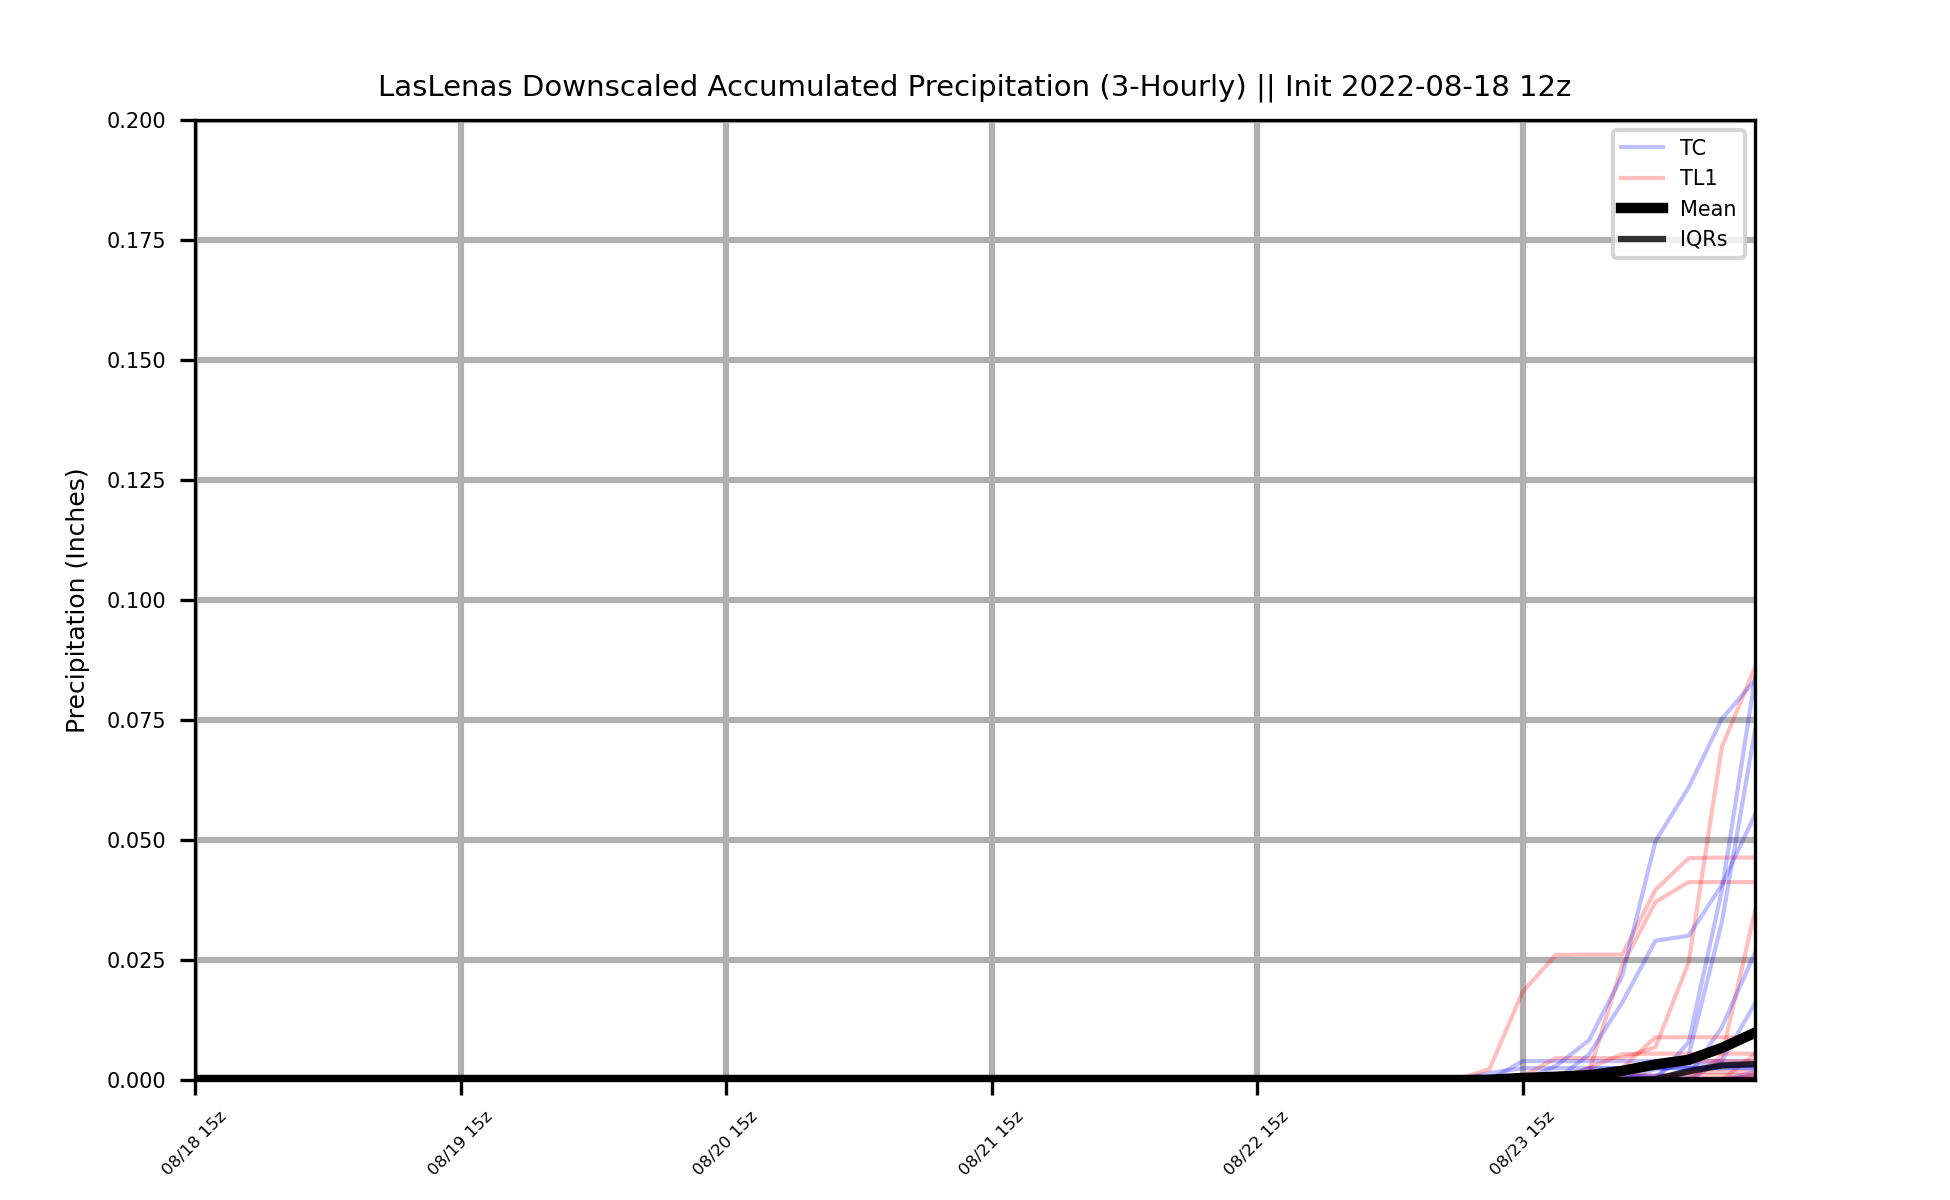 LasLenas Downscaled Accumulated Precipitation (3-Hourly) || Init 2022-08-18 12z
TC
TL1
Mean
IQRs
Precipitation (Inches)
0.200
0.175
0.150
0.125
0.100
0.075
0.050
0.025
0.000
08/18 15z
08/19 15z
08/20 15z
08/21 15z
08/22 15z
08/23 15z